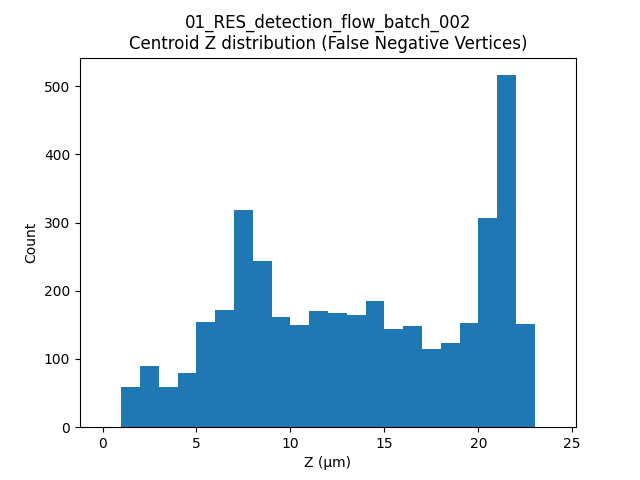 01_RES_detection_flow_batch_002
Centroid Z distribution (False Negative Vertices)
500
400
300
200
100
0
Count
0 5 10 15 20 25
Z (μm)